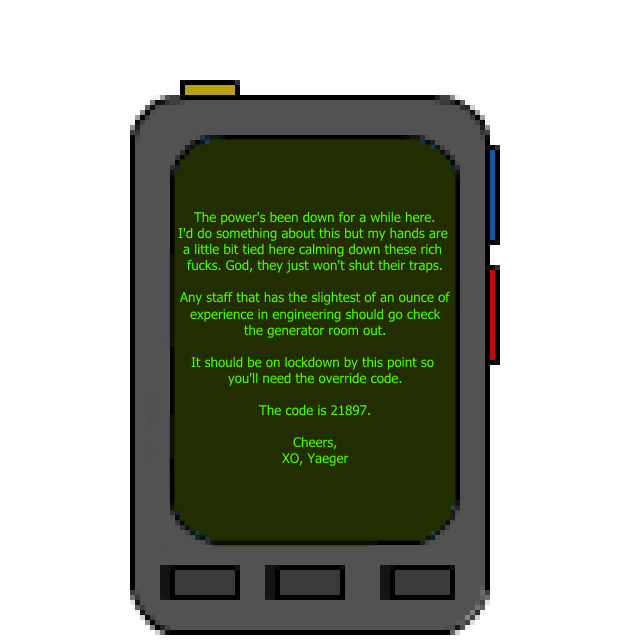 The power's been down for a while here.
I'd do something about this but my hands are
a little bit tied here calming down these rich
fucks. God, they just won't shut their traps.
Any staff that has the slightest of an ounce of
experience in engineering should go check
the generator room out.
It should be on lockdown by this point so
you'll need the override code.
The code is 21897.
Cheers,
XO, Yaeger